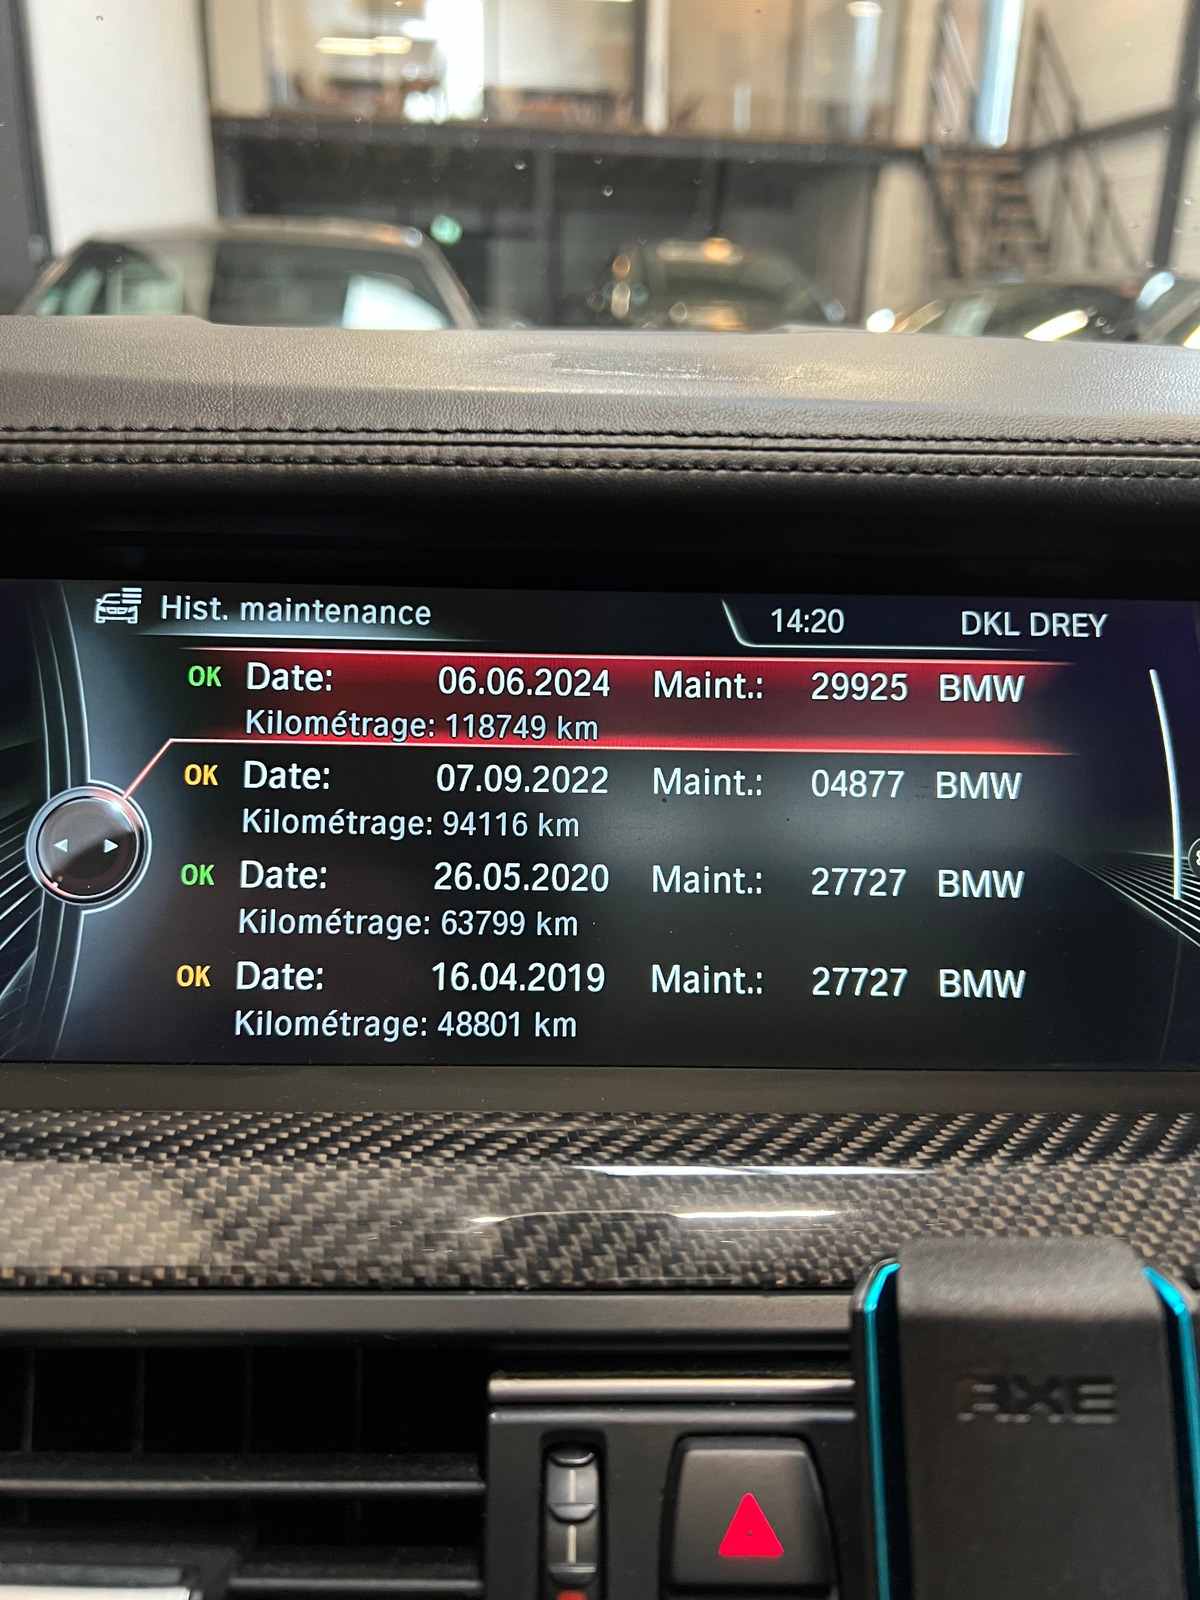 Hist. maintenance 14:20 DKL DREY
OK Date: 06.06.2024 Maint.: 29925 BMW
Kilométrage: 118749 km
OK Date: 07.09.2022 Maint.: 04877 BMW
Kilométrage: 94116 km
OK Date: 26.05.2020 Maint.: 27727 BMW
Kilométrage: 63799 km
OK Date: 16.04.2019 Maint.: 27727 BMW
Kilométrage: 48801 km
AXE